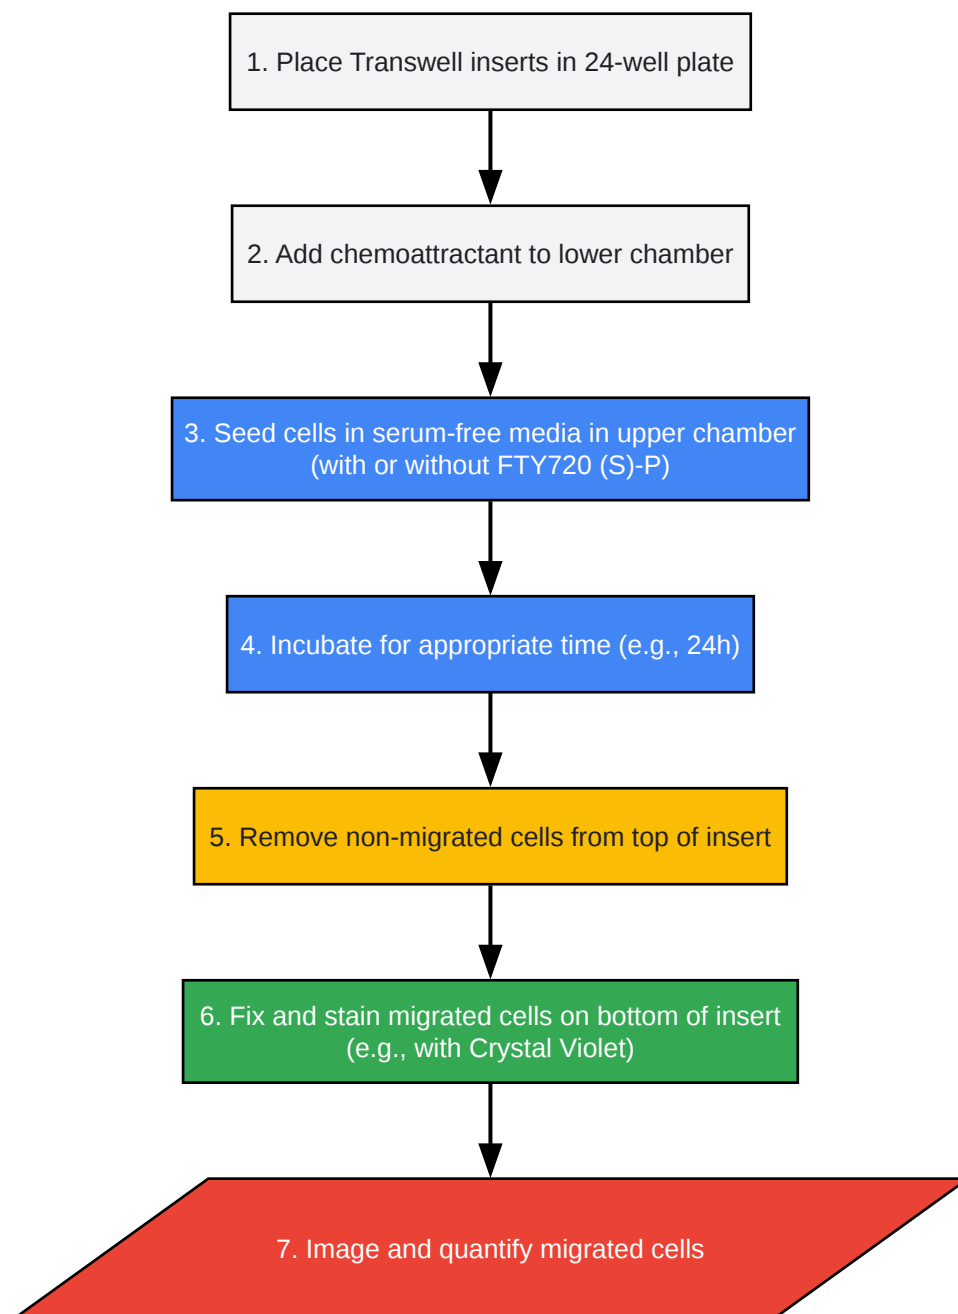 1. Place Transwell inserts in 24-well plate
2. Add chemoattractant to lower chamber
3. Seed cells in serum-free media in upper chamber
(with or without FTY720 (S)-P)
4. Incubate for appropriate time (e.g., 24h)
5. Remove non-migrated cells from top of insert
6. Fix and stain migrated cells on bottom of insert
(e.g., with Crystal Violet)
7. Image and quantify migrated cells